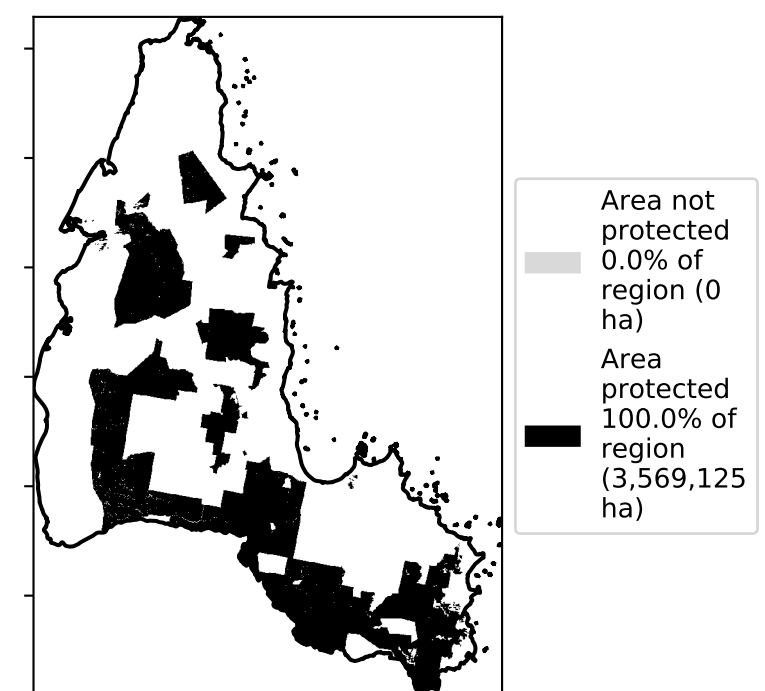 Area not
protected
0.0% of
region (0
ha)
Area
protected
100.0% of
region
(3,569,125
ha)